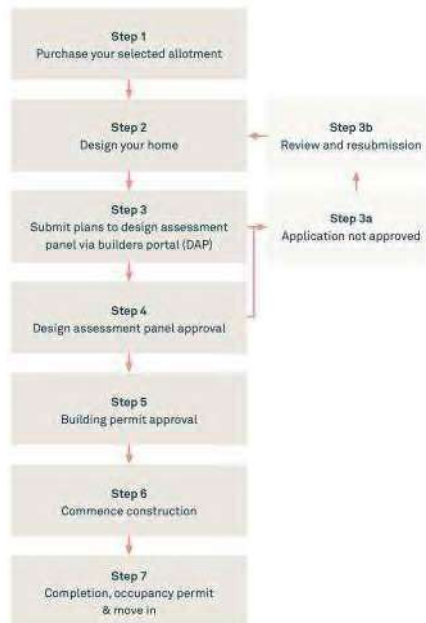 Step 1
Purchase your selected allotment
Step 2
Design your home
Step 3b
Review and resubmission
Step 3
Submit plans to design assessment
panel via builders portal (DAP)
Step 3a
Application not approved
Step 4
Design assessment panel approval
Step 5
Building permit approval
Step 6
Commence construction
Step 7
Completion, occupancy permit
& move in